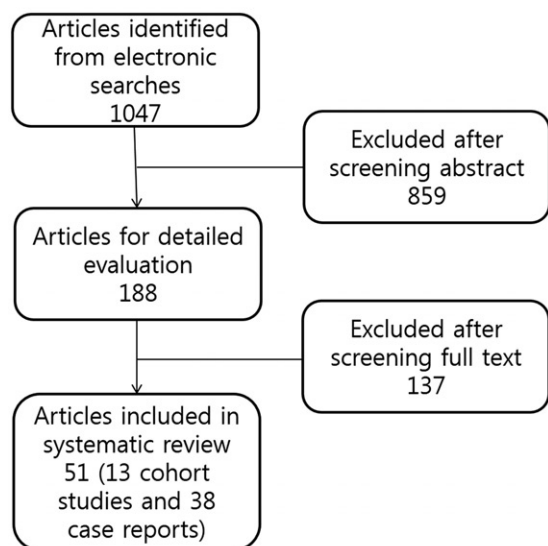 Articles identified
from electronic
searches
1047
Excluded after
screening abstract
859
Articles for detailed
evaluation
188
Excluded after
screening full text
137
Articles included in
systematic review
51 (13 cohort
studies and 38
case reports)